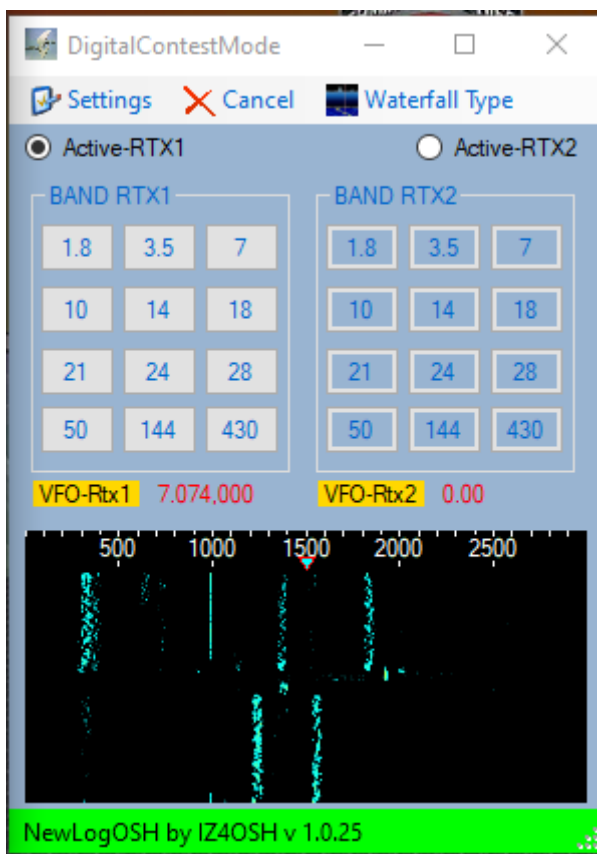 DigitalContestMode
Settings Cancel Waterfall Type
Active-RTX1 Active-RTX2
BAND RTX1 BAND RTX2
1.8 3.5 7 1.8 3.5 7
10 14 18 10 14 18
21 24 28 21 24 28
50 144 430 50 144 430
VFO-Rtx1 7.074,000 VFO-Rtx2 0.00
500 1000 1500 2000 2500
NewLogOSH by IZ4OSH v 1.0.25